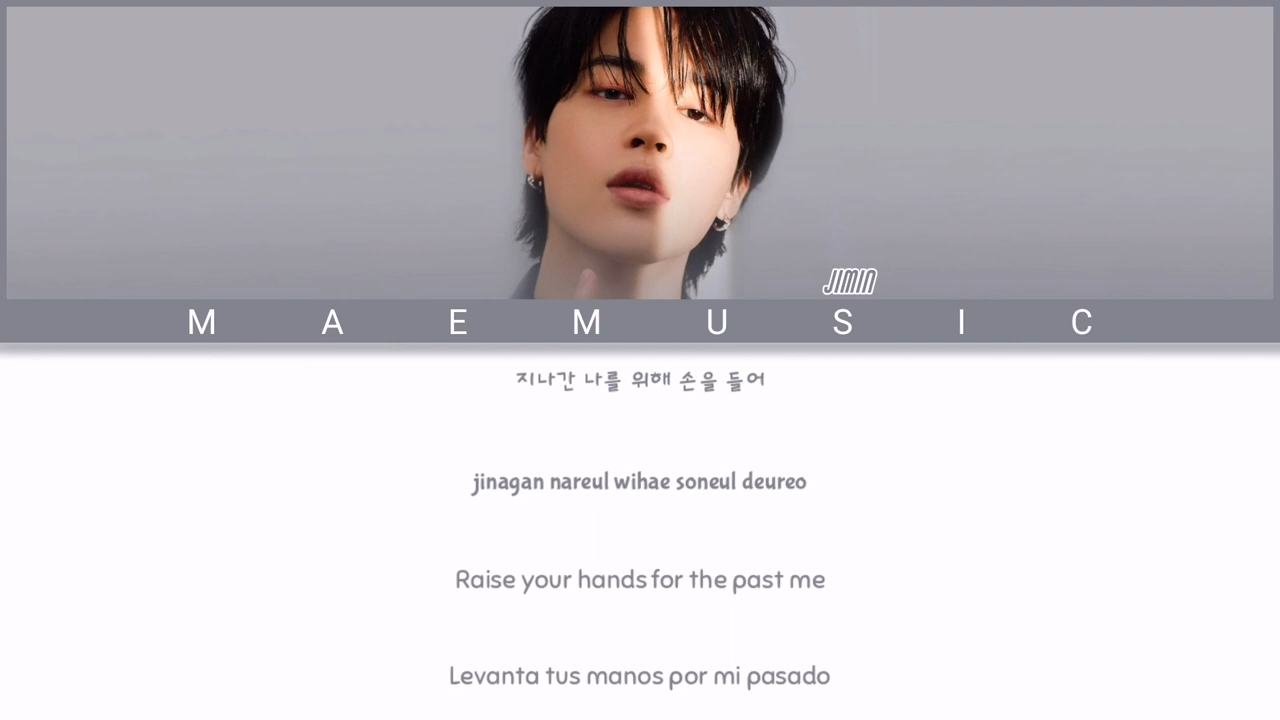 JIMIN
M A E M U S I C
지나간 나를 위해 손을 들어
jinagan nareul wihae soneul deureo
Raise your hands for the past me
Levanta tus manos por mi pasado